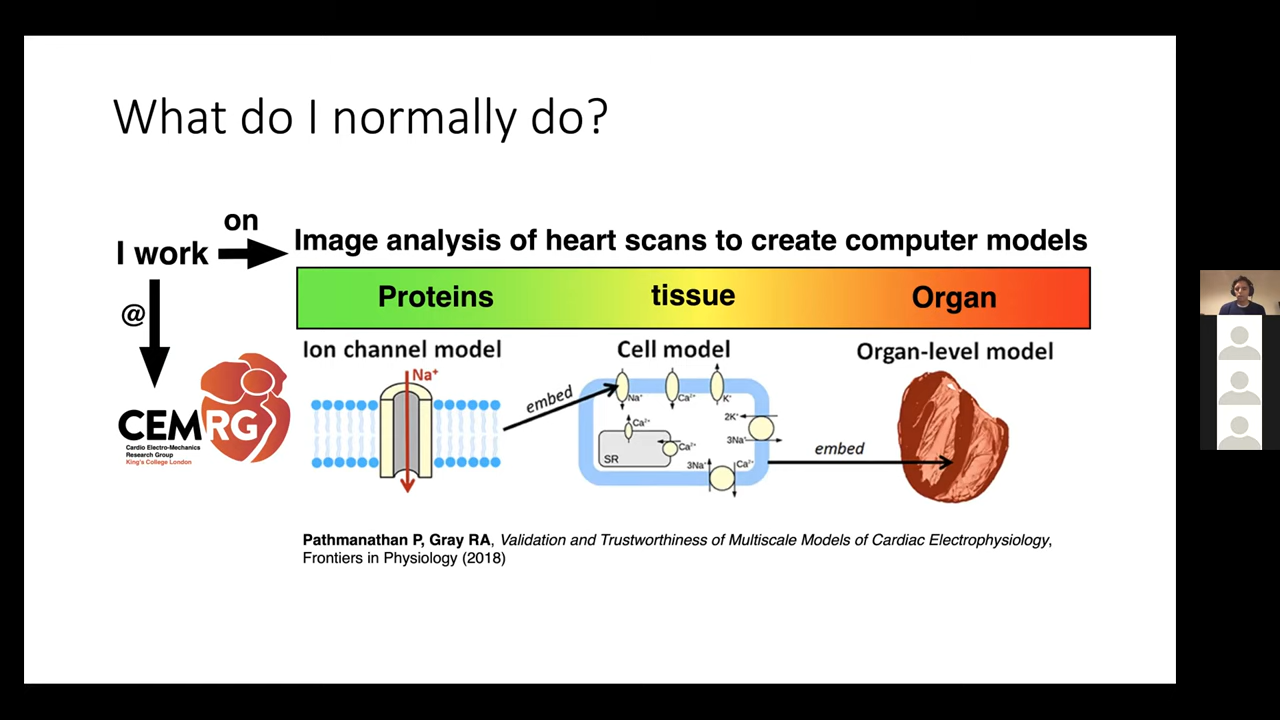 What do I normally do?
on
I work
Image analysis of heart scans to create computer models
@
Proteins
tissue
Organ
Ion channel model
Cell model
Organ-level model
Na⁺
embed
Na⁺
Ca²⁺
K⁺
Ca²⁺
2K⁺
3Na⁺
Ca²⁺
SR
3Na⁺
Ca²⁺
embed
CEMRG
Cardio Electro-Mechanics
Research Group
King's College London
Pathmanathan P, Gray RA, Validation and Trustworthiness of Multiscale Models of Cardiac Electrophysiology,
Frontiers in Physiology (2018)